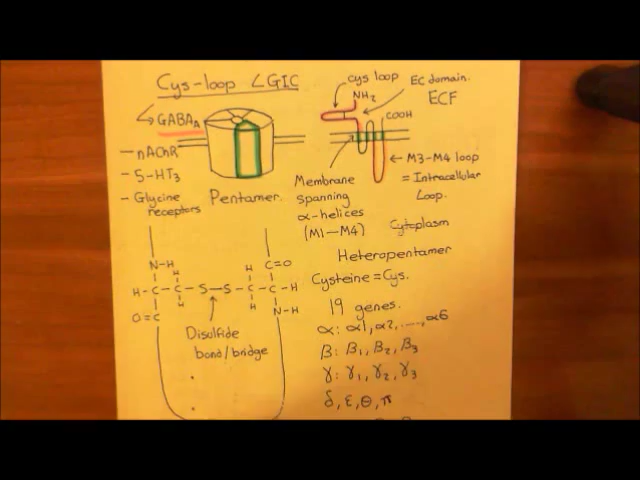 Cys-loop LGIC
GABAA
- nAChR
- 5-HT3
- Glycine
receptors
Pentamer.
cys loop
NH2
EC domain.
ECF
COOH
← M3-M4 loop
= Intracellular
Loop.
Membrane
spanning
α-helices
(M1-M4)
Cytoplasm
Heteropentamer
Cysteine = Cys.
N-H
H
H-C-C-S-S-C-C-H
H
H
H
O=C
C=O
N-H
Disulfide
bond/bridge
19 genes.
α: α1, α2, ...., α6
β: β1, β2, β3
γ: γ1, γ2, γ3
δ, ε, θ, π